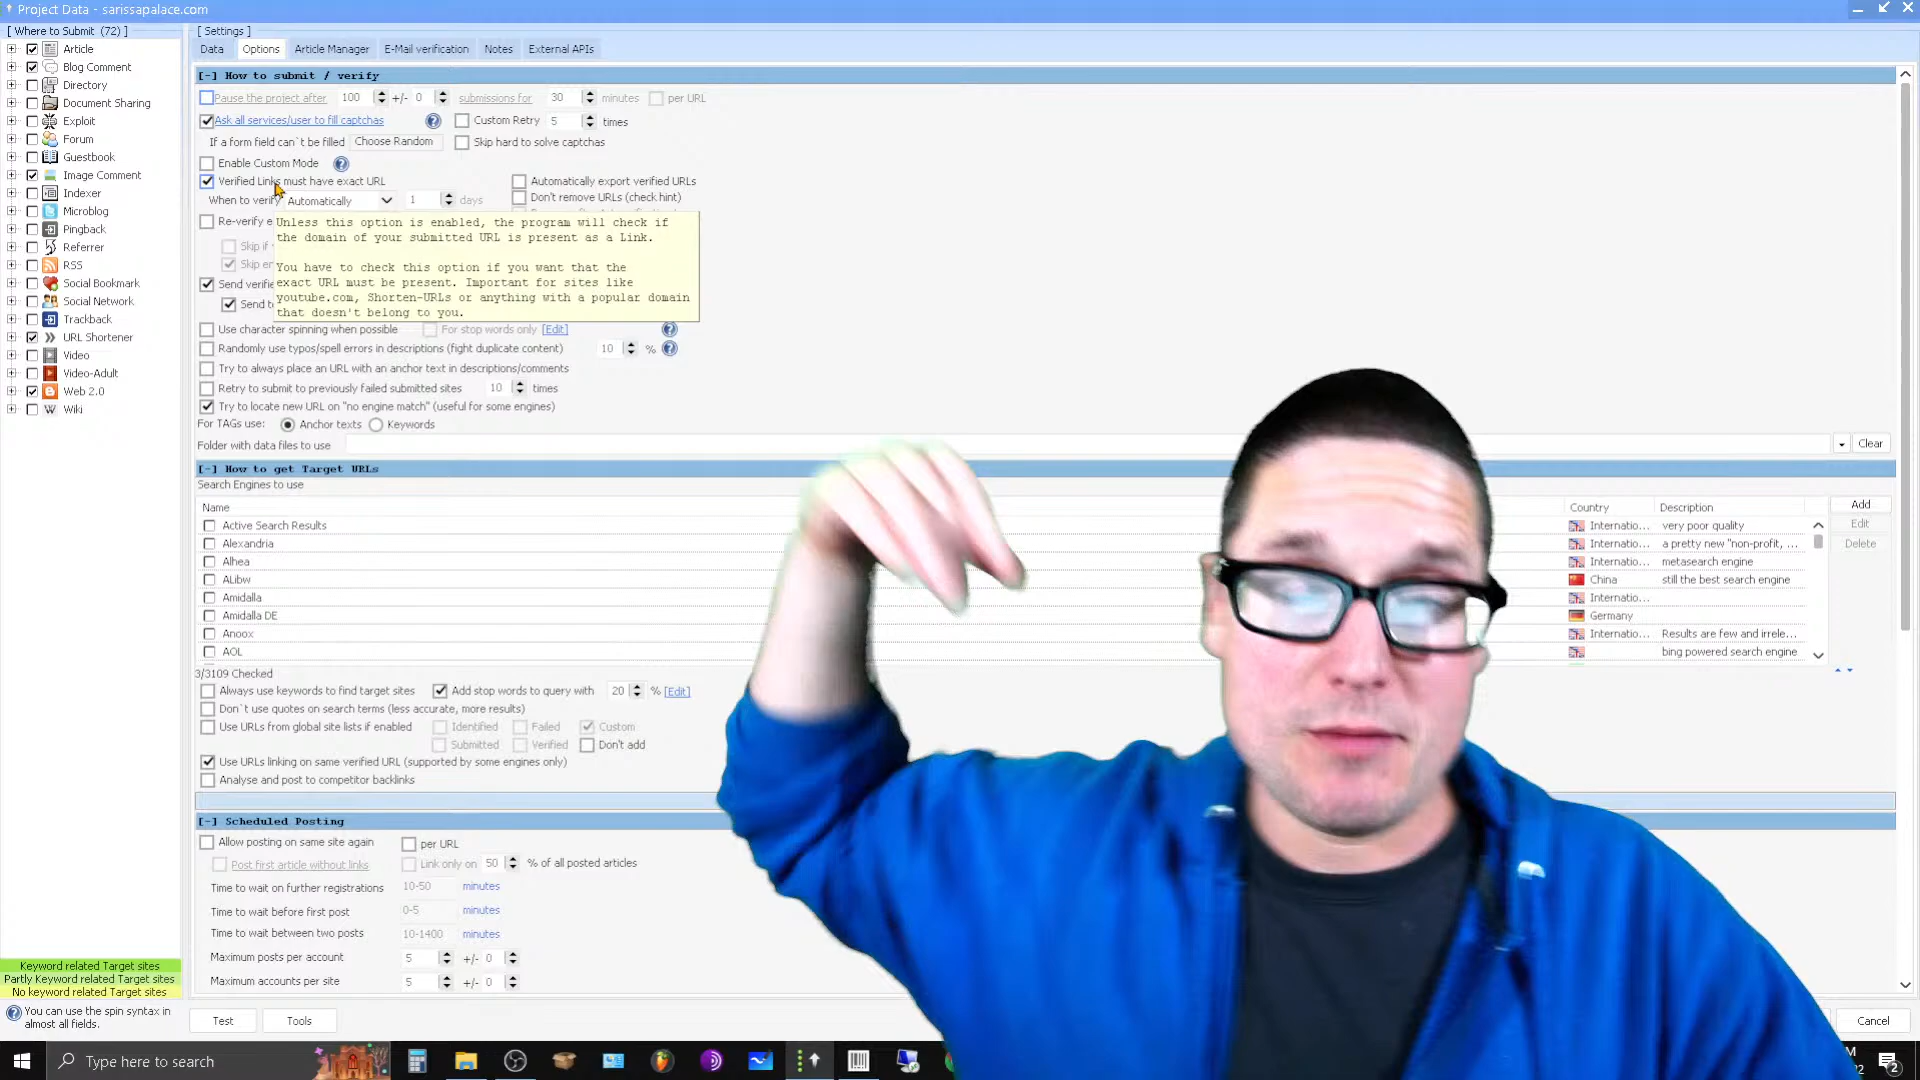 Project Data - sarissapalace.com
[ Where to Submit (72) ]
Article
Blog Comment
Directory
Document Sharing
Exploit
Forum
Guestbook
Image Comment
Indexer
Microblog
Pingback
Referrer
RSS
Social Bookmark
Social Network
Trackback
URL Shortener
Video
Video-Adult
Web 2.0
Wiki
Keyword related Target sites
Partly Keyword related Target sites
No keyword related Target sites
You can use the spin syntax in
almost all fields.
[ Settings ]
Data Options Article Manager E-Mail verification Notes External APIs
[-] How to submit / verify
Pause the project after 100 +/- 0 submissions for 30 minutes per URL
Ask all services/user to fill captchas Custom Retry 5 times
If a form field can`t be filled Choose Random Skip hard to solve captchas
Enable Custom Mode
Verified Links must have exact URL Automatically export verified URLs
When to verify Automatically 1 days Don't remove URLs (check hint)
Re-verify e
Skip if
Skip en
Send verifie
Send to
Unless this option is enabled, the program will check if
the domain of your submitted URL is present as a Link.
You have to check this option if you want that the
exact URL must be present. Important for sites like
youtube.com, Shorten-URLs or anything with a popular domain
that doesn't belong to you.
Use character spinning when possible For stop words only [Edit]
Randomly use typos/spell errors in descriptions (fight duplicate content) 10 %
Try to always place an URL with an anchor text in descriptions/comments
Retry to submit to previously failed submitted sites 10 times
Try to locate new URL on "no engine match" (useful for some engines)
For TAGs use: Anchor texts Keywords
Folder with data files to use Clear
[-] How to get Target URLs
Search Engines to use
Name Country Description Add
Active Search Results Internatio... very poor quality Edit
Alexandria Internatio... a pretty new "non-profit, ... Delete
Alhea Internatio... metasearch engine
ALibw China still the best search engine
Amidalla Internatio...
Amidalla DE Germany
Anoox Internatio... Results are few and irrele...
AOL bing powered search engine
3/3109 Checked
Always use keywords to find target sites Add stop words to query with 20 % [Edit]
Don`t use quotes on search terms (less accurate, more results)
Use URLs from global site lists if enabled Identified Failed Custom
Submitted Verified Don't add
Use URLs linking on same verified URL (supported by some engines only)
Analyse and post to competitor backlinks
[-] Scheduled Posting
Allow posting on same site again per URL
Post first article without links Link only on 50 % of all posted articles
Time to wait on further registrations 10-50 minutes
Time to wait before first post 0-5 minutes
Time to wait between two posts 10-1400 minutes
Maximum posts per account 5 +/- 0
Maximum accounts per site 5 +/- 0
Test Tools Cancel
Type here to search
2